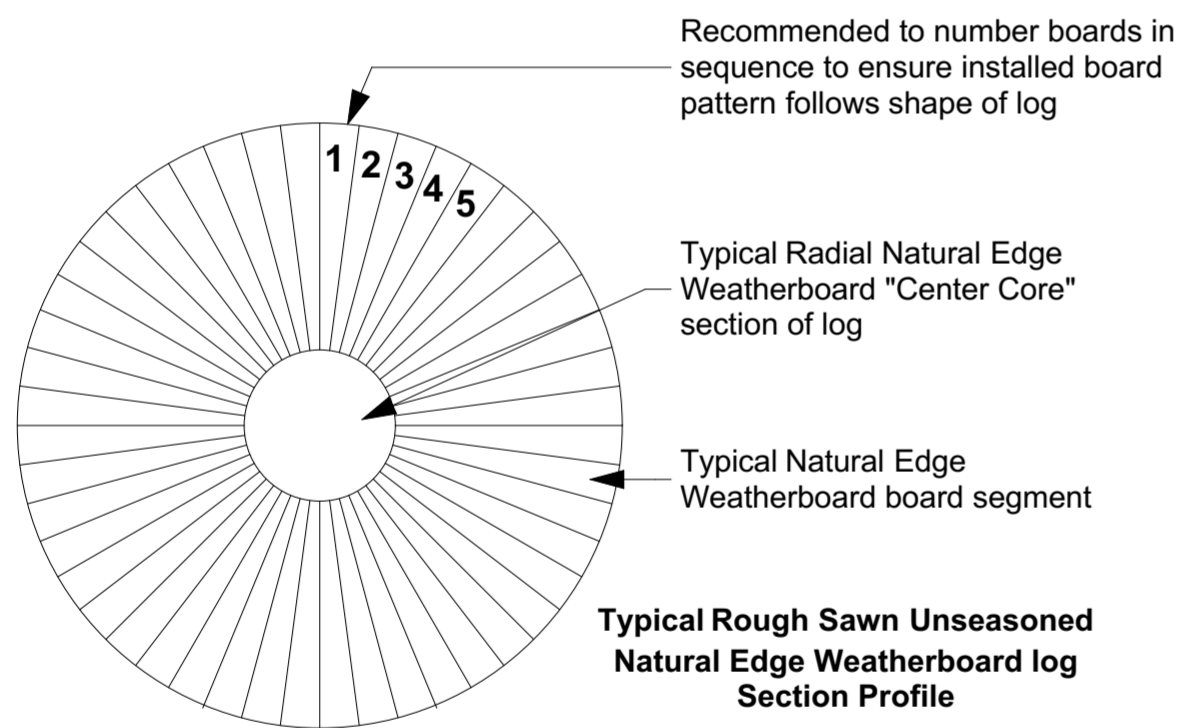 Recommended to number boards in
sequence to ensure installed board
pattern follows shape of log
1 2 3 4 5
Typical Radial Natural Edge
Weatherboard "Center Core"
section of log
Typical Natural Edge
Weatherboard board segment
Typical Rough Sawn Unseasoned
Natural Edge Weatherboard log
Section Profile